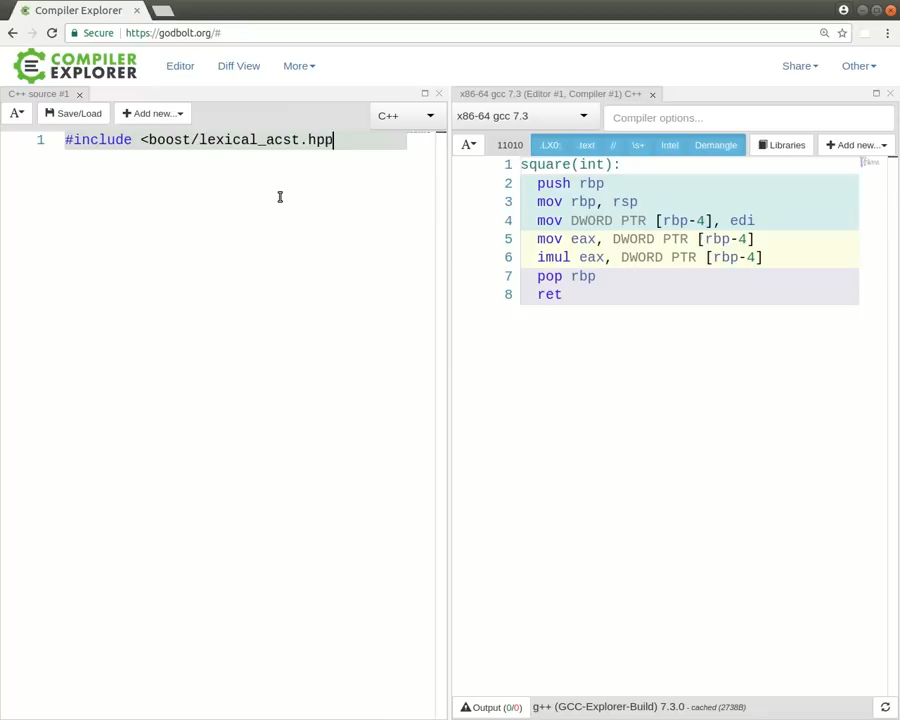 Compiler Explorer
Secure
https://godbolt.org/#
COMPILER
EXPLORER
Editor
Diff View
More
Share
Other
C++ source #1
x86-64 gcc 7.3 (Editor #1, Compiler #1) C++
A
Save/Load
Add new...
C++
x86-64 gcc 7.3
Compiler options...
1 #include <boost/lexical_acst.hpp
A
11010
.LX0:
.text
//
\s+
Intel
Demangle
Libraries
Add new...
1 square(int):
2 push rbp
3 mov rbp, rsp
4 mov DWORD PTR [rbp-4], edi
5 mov eax, DWORD PTR [rbp-4]
6 imul eax, DWORD PTR [rbp-4]
7 pop rbp
8 ret
Output (0/0)
g++ (GCC-Explorer-Build) 7.3.0 - cached (2738B)